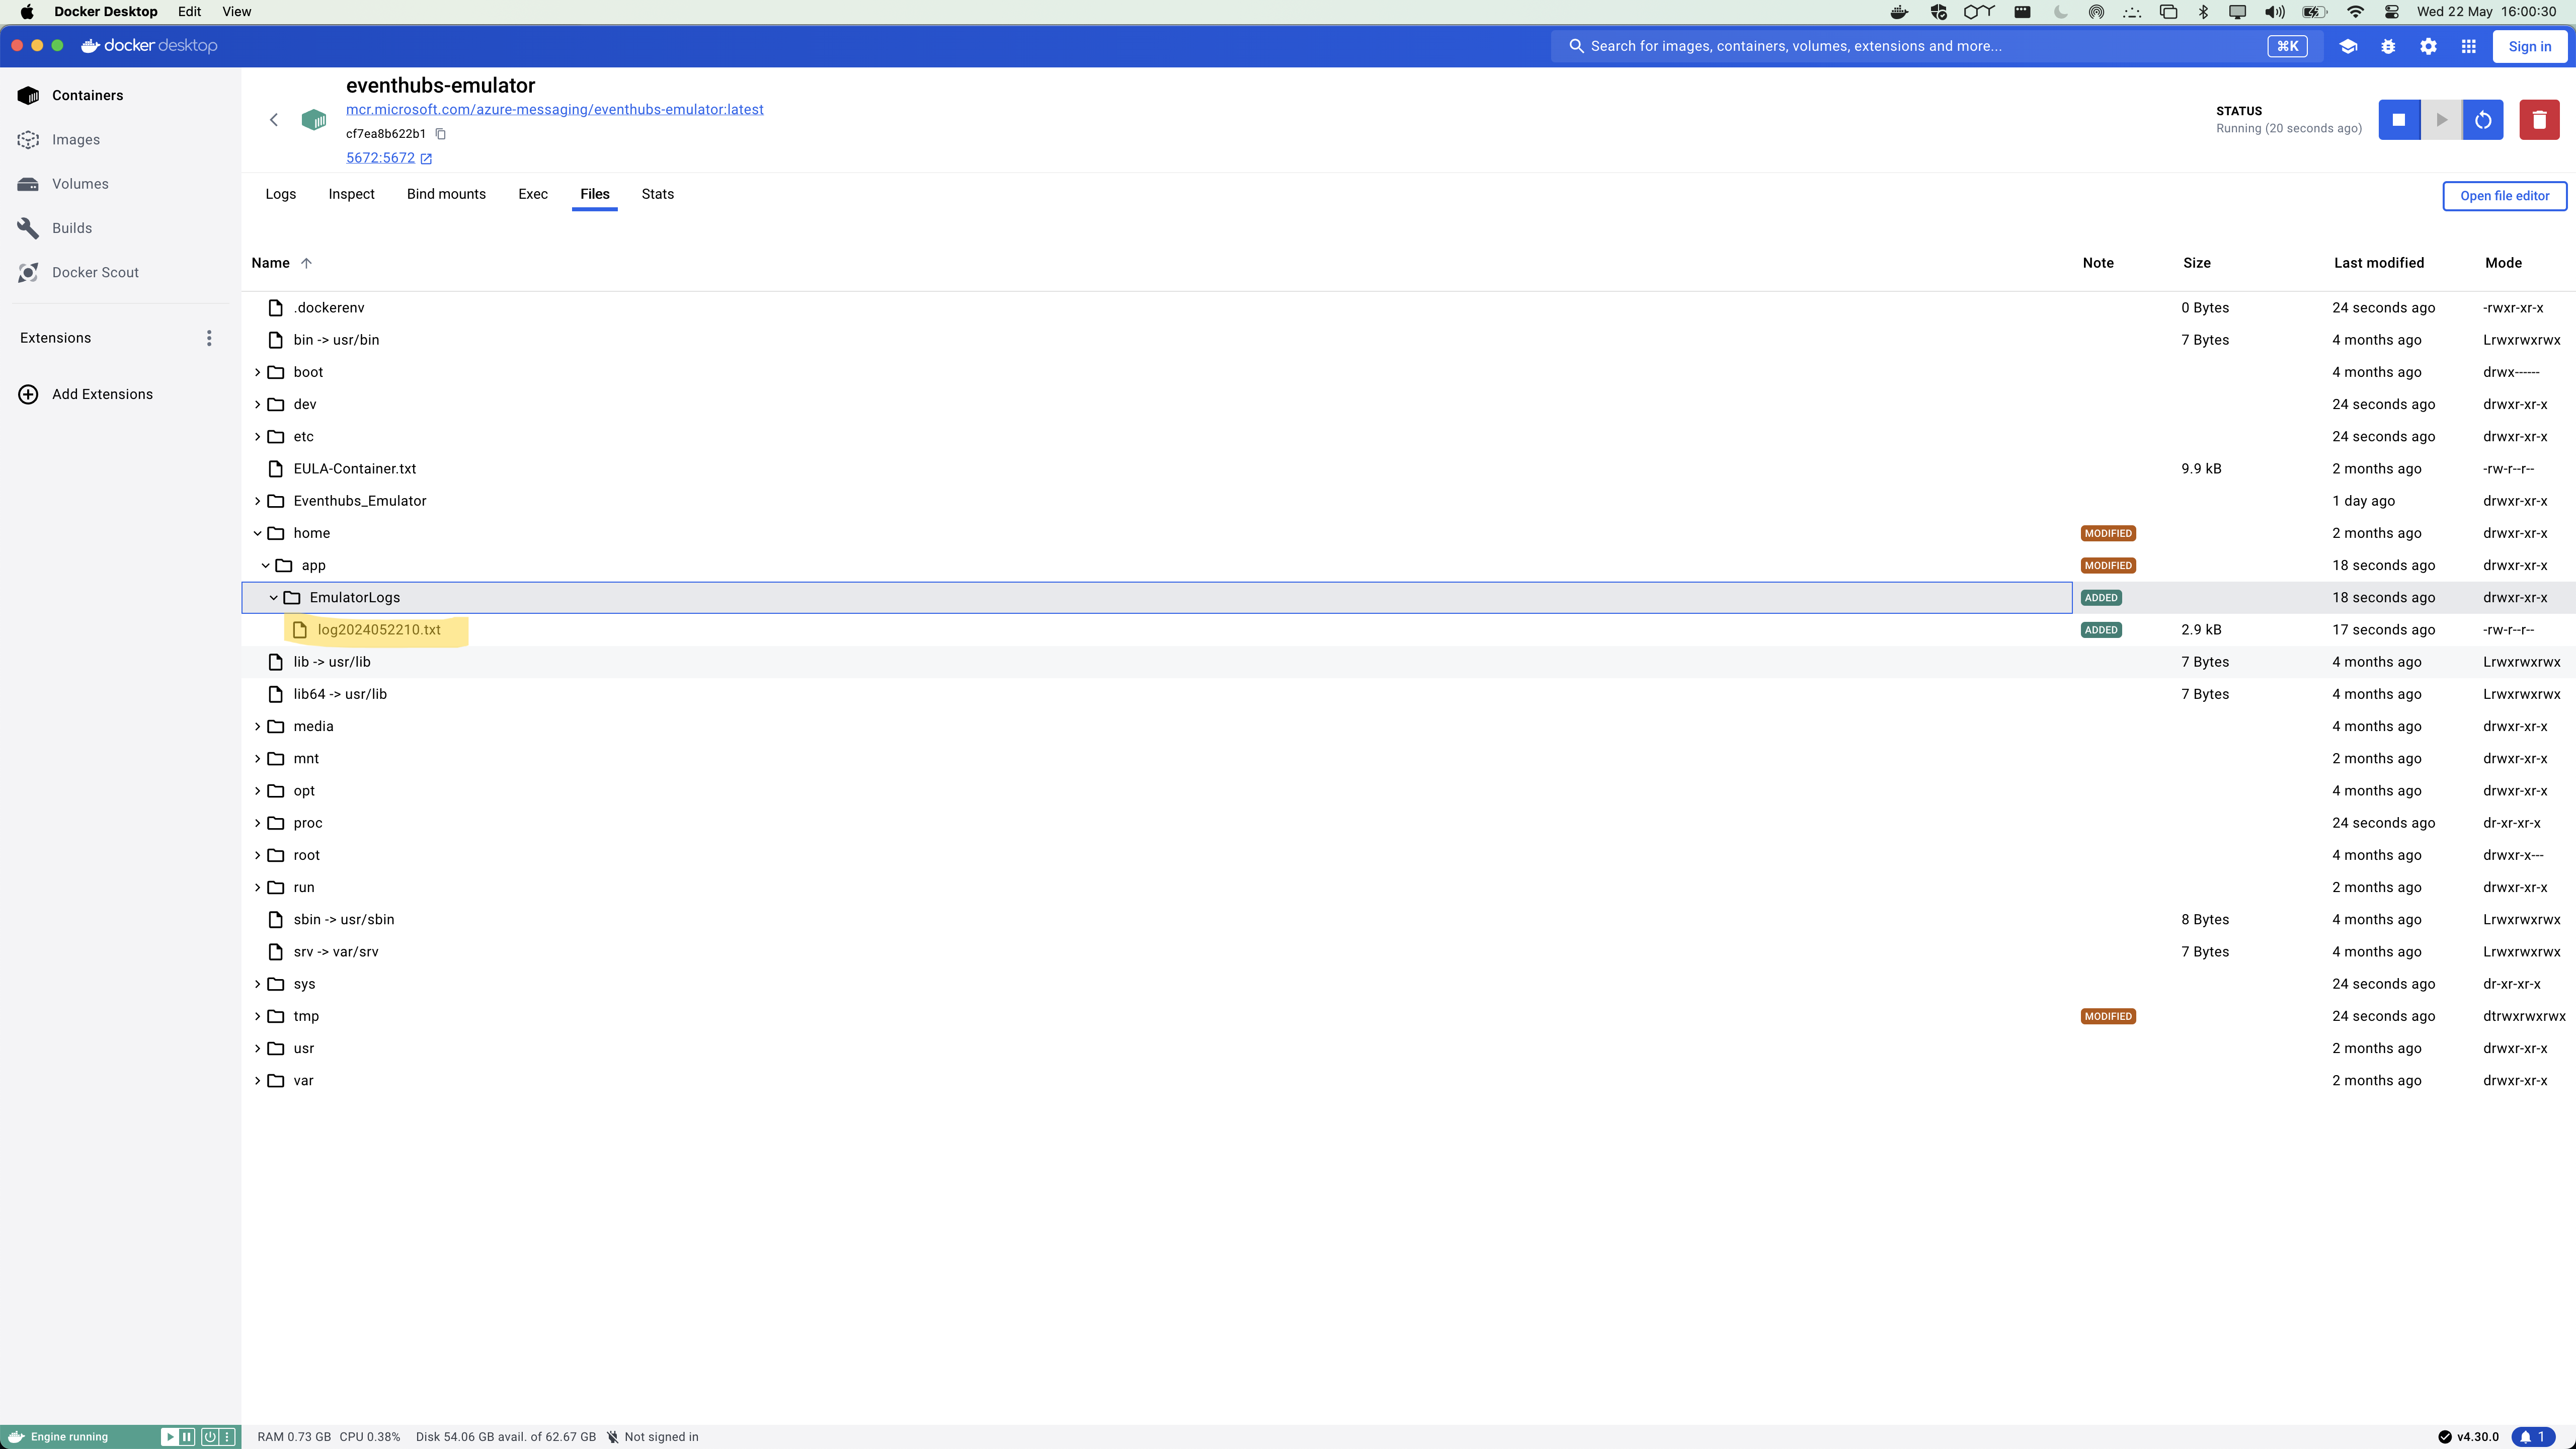 Docker Desktop Edit View Wed 22 May 16:00:30
docker desktop Search for images, containers, volumes, extensions and more... ⌘K Sign in
Containers
Images
Volumes
Builds
Docker Scout
Extensions
Add Extensions
eventhubs-emulator
mcr.microsoft.com/azure-messaging/eventhubs-emulator:latest
cf7ea8b622b1
5672:5672
STATUS
Running (20 seconds ago)
Logs Inspect Bind mounts Exec Files Stats Open file editor
Name Note Size Last modified Mode
.dockerenv 0 Bytes 24 seconds ago -rwxr-xr-x
bin -> usr/bin 7 Bytes 4 months ago Lrwxrwxrwx
boot 4 months ago drwx------
dev 24 seconds ago drwxr-xr-x
etc 24 seconds ago drwxr-xr-x
EULA-Container.txt 9.9 kB 2 months ago -rw-r--r--
Eventhubs_Emulator 1 day ago drwxr-xr-x
home MODIFIED 2 months ago drwxr-xr-x
app MODIFIED 18 seconds ago drwxr-xr-x
EmulatorLogs ADDED 18 seconds ago drwxr-xr-x
log2024052210.txt ADDED 2.9 kB 17 seconds ago -rw-r--r--
lib -> usr/lib 7 Bytes 4 months ago Lrwxrwxrwx
lib64 -> usr/lib 7 Bytes 4 months ago Lrwxrwxrwx
media 4 months ago drwxr-xr-x
mnt 2 months ago drwxr-xr-x
opt 4 months ago drwxr-xr-x
proc 24 seconds ago dr-xr-xr-x
root 4 months ago drwxr-x---
run 2 months ago drwxr-xr-x
sbin -> usr/sbin 8 Bytes 4 months ago Lrwxrwxrwx
srv -> var/srv 7 Bytes 4 months ago Lrwxrwxrwx
sys 24 seconds ago dr-xr-xr-x
tmp MODIFIED 24 seconds ago dtrwxrwxrwx
usr 2 months ago drwxr-xr-x
var 2 months ago drwxr-xr-x
Engine running RAM 0.73 GB CPU 0.38% Disk 54.06 GB avail. of 62.67 GB Not signed in v4.30.0 1